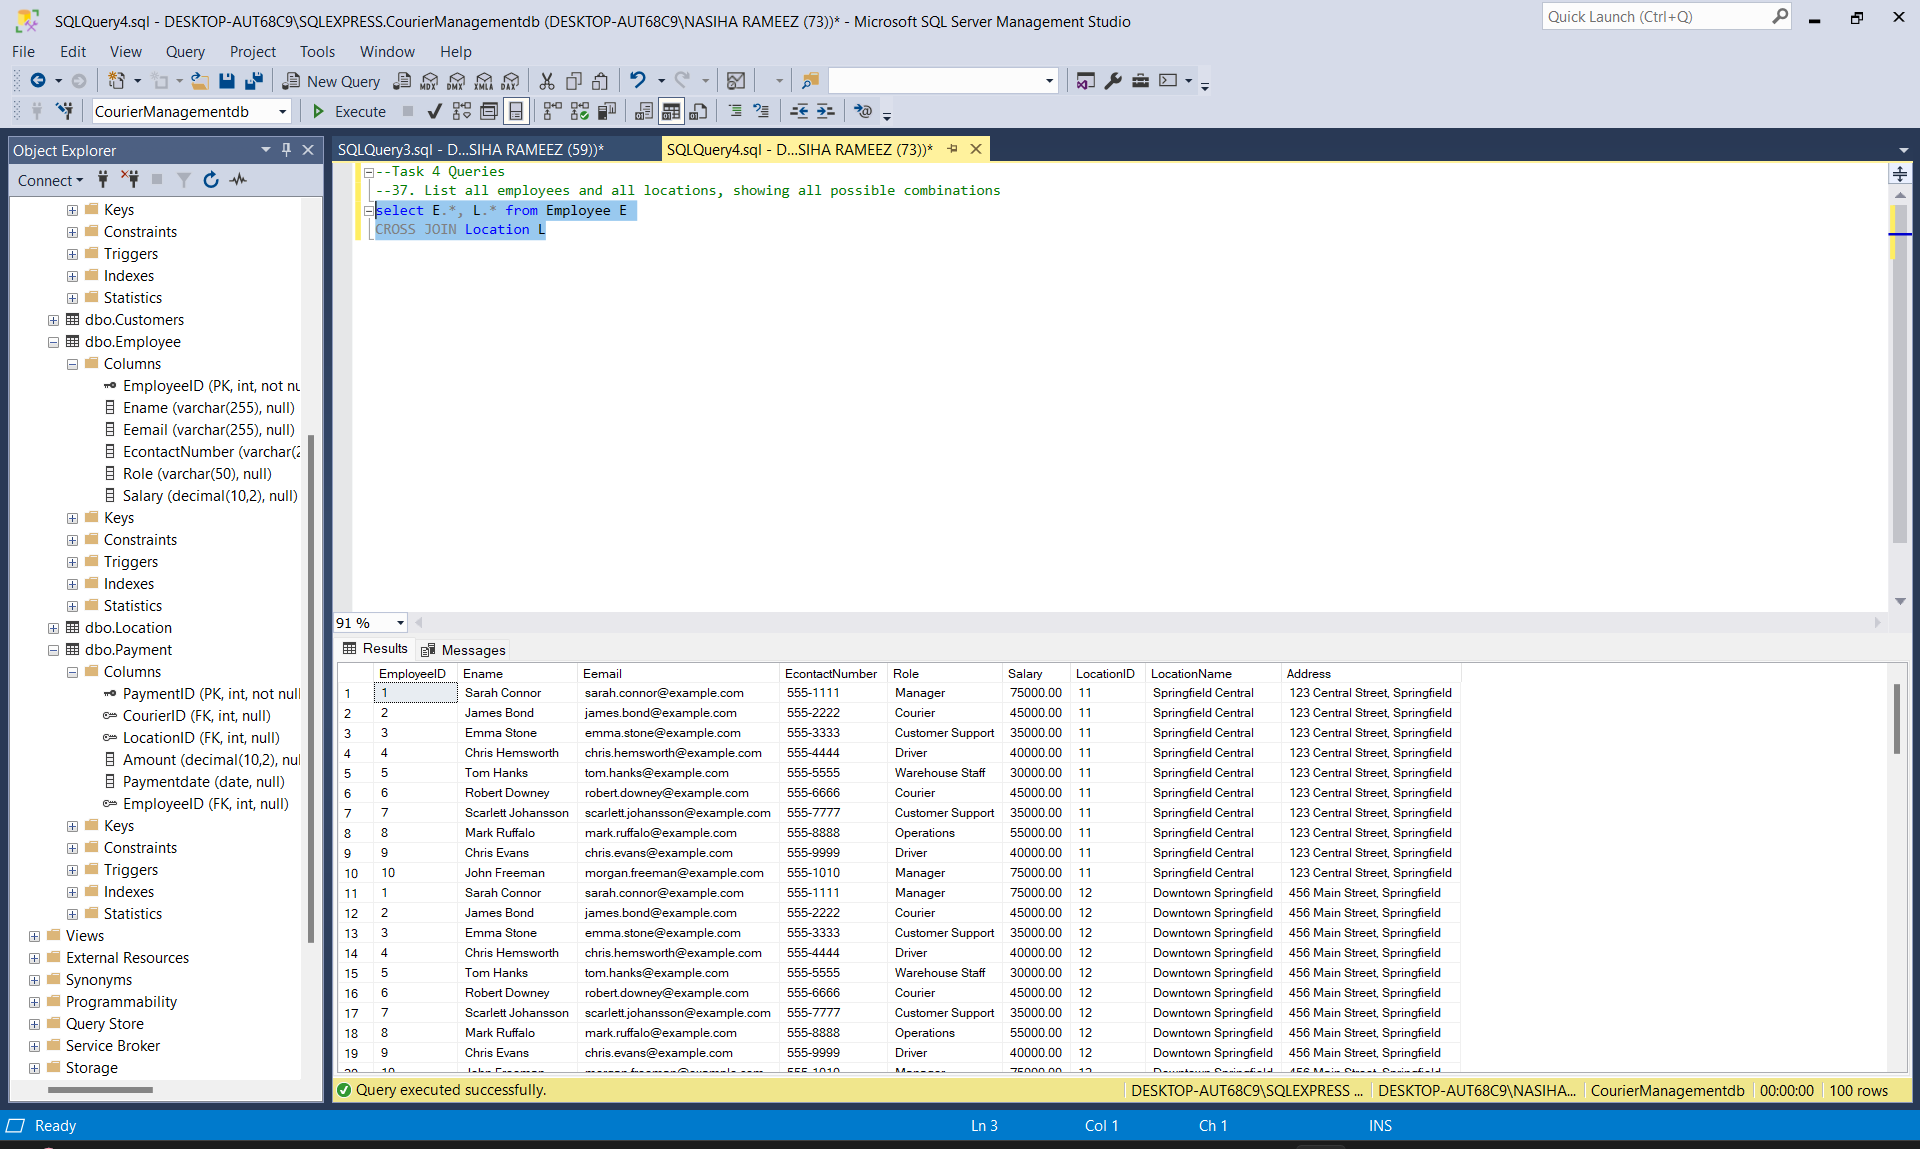 SQLQuery4.sql - DESKTOP-AUT68C9\SQLEXPRESS.CourierManagementdb (DESKTOP-AUT68C9\NASIHA RAMEEZ (73))* - Microsoft SQL Server Management Studio
Quick Launch (Ctrl+Q)
File Edit View Query Project Tools Window Help
New Query MDX DMX XMLA DAX
CourierManagementdb Execute
Object Explorer
Connect
Keys
Constraints
Triggers
Indexes
Statistics
dbo.Customers
dbo.Employee
Columns
EmployeeID (PK, int, not nu
Ename (varchar(255), null)
Eemail (varchar(255), null)
EcontactNumber (varchar(2
Role (varchar(50), null)
Salary (decimal(10,2), null)
Keys
Constraints
Triggers
Indexes
Statistics
dbo.Location
dbo.Payment
Columns
PaymentID (PK, int, not null
CourierID (FK, int, null)
LocationID (FK, int, null)
Amount (decimal(10,2), nul
Paymentdate (date, null)
EmployeeID (FK, int, null)
Keys
Constraints
Triggers
Indexes
Statistics
Views
External Resources
Synonyms
Programmability
Query Store
Service Broker
Storage
SQLQuery3.sql - D...SIHA RAMEEZ (59))* SQLQuery4.sql - D...SIHA RAMEEZ (73))*
--Task 4 Queries
--37. List all employees and all locations, showing all possible combinations
select E.*, L.* from Employee E
CROSS JOIN Location L
91 %
Results Messages
EmployeeID Ename Eemail EcontactNumber Role Salary LocationID LocationName Address
1 1 Sarah Connor sarah.connor@example.com 555-1111 Manager 75000.00 11 Springfield Central 123 Central Street, Springfield
2 2 James Bond james.bond@example.com 555-2222 Courier 45000.00 11 Springfield Central 123 Central Street, Springfield
3 3 Emma Stone emma.stone@example.com 555-3333 Customer Support 35000.00 11 Springfield Central 123 Central Street, Springfield
4 4 Chris Hemsworth chris.hemsworth@example.com 555-4444 Driver 40000.00 11 Springfield Central 123 Central Street, Springfield
5 5 Tom Hanks tom.hanks@example.com 555-5555 Warehouse Staff 30000.00 11 Springfield Central 123 Central Street, Springfield
6 6 Robert Downey robert.downey@example.com 555-6666 Courier 45000.00 11 Springfield Central 123 Central Street, Springfield
7 7 Scarlett Johansson scarlett.johansson@example.com 555-7777 Customer Support 35000.00 11 Springfield Central 123 Central Street, Springfield
8 8 Mark Ruffalo mark.ruffalo@example.com 555-8888 Operations 55000.00 11 Springfield Central 123 Central Street, Springfield
9 9 Chris Evans chris.evans@example.com 555-9999 Driver 40000.00 11 Springfield Central 123 Central Street, Springfield
10 10 John Freeman morgan.freeman@example.com 555-1010 Manager 75000.00 11 Springfield Central 123 Central Street, Springfield
11 1 Sarah Connor sarah.connor@example.com 555-1111 Manager 75000.00 12 Downtown Springfield 456 Main Street, Springfield
12 2 James Bond james.bond@example.com 555-2222 Courier 45000.00 12 Downtown Springfield 456 Main Street, Springfield
13 3 Emma Stone emma.stone@example.com 555-3333 Customer Support 35000.00 12 Downtown Springfield 456 Main Street, Springfield
14 4 Chris Hemsworth chris.hemsworth@example.com 555-4444 Driver 40000.00 12 Downtown Springfield 456 Main Street, Springfield
15 5 Tom Hanks tom.hanks@example.com 555-5555 Warehouse Staff 30000.00 12 Downtown Springfield 456 Main Street, Springfield
16 6 Robert Downey robert.downey@example.com 555-6666 Courier 45000.00 12 Downtown Springfield 456 Main Street, Springfield
17 7 Scarlett Johansson scarlett.johansson@example.com 555-7777 Customer Support 35000.00 12 Downtown Springfield 456 Main Street, Springfield
18 8 Mark Ruffalo mark.ruffalo@example.com 555-8888 Operations 55000.00 12 Downtown Springfield 456 Main Street, Springfield
19 9 Chris Evans chris.evans@example.com 555-9999 Driver 40000.00 12 Downtown Springfield 456 Main Street, Springfield
Query executed successfully. DESKTOP-AUT68C9\SQLEXPRESS ... DESKTOP-AUT68C9\NASIHA... CourierManagementdb 00:00:00 100 rows
Ready Ln 3 Col 1 Ch 1 INS